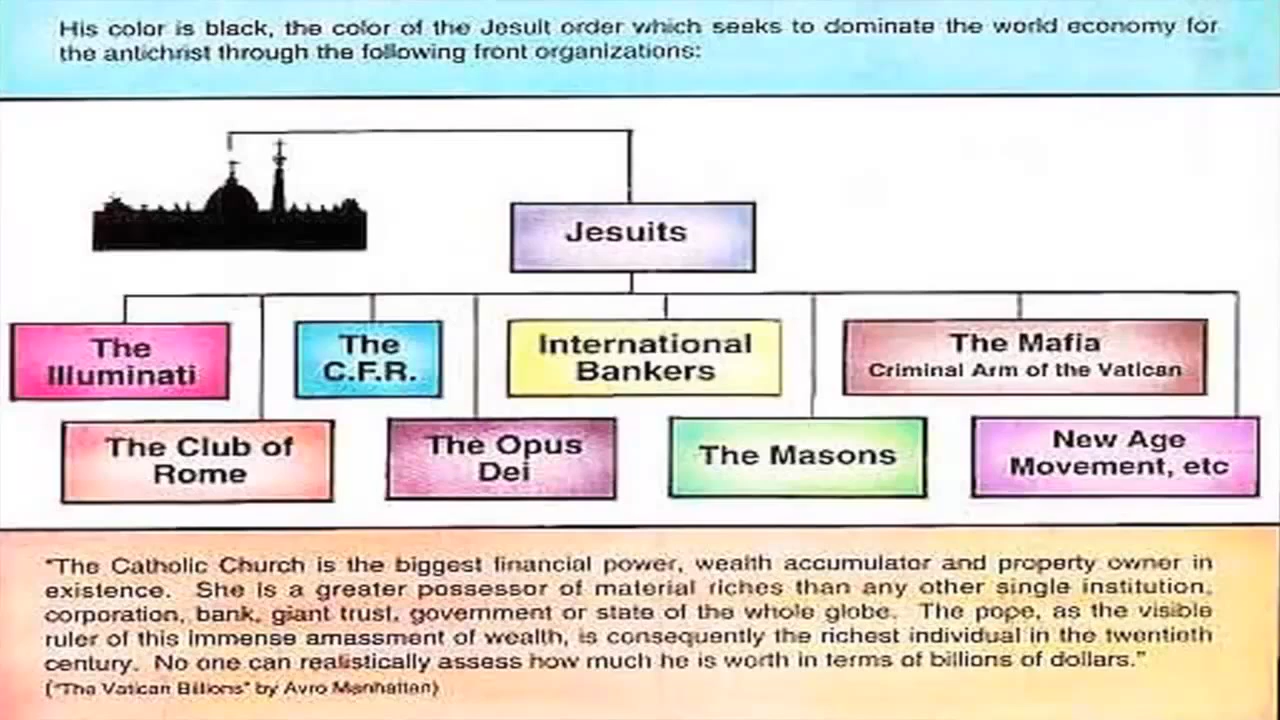 His color is black, the color of the Jesuit order which seeks to dominate the world economy for
the antichrist through the following front organizations:
Jesuits
The
Illuminati
The
C.F.R.
International
Bankers
The Mafia
Criminal Arm of the Vatican
The Club of
Rome
The Opus
Dei
The Masons
New Age
Movement, etc
"The Catholic Church is the biggest financial power, wealth accumulator and property owner in
existence. She is a greater possessor of material riches than any other single institution,
corporation, bank, giant trust, government or state of the whole globe. The pope, as the visible
ruler of this immense amassment of wealth, is consequently the richest individual in the twentieth
century. No one can realistically assess how much he is worth in terms of billions of dollars."
("The Vatican Billions" by Avro Manhattan)